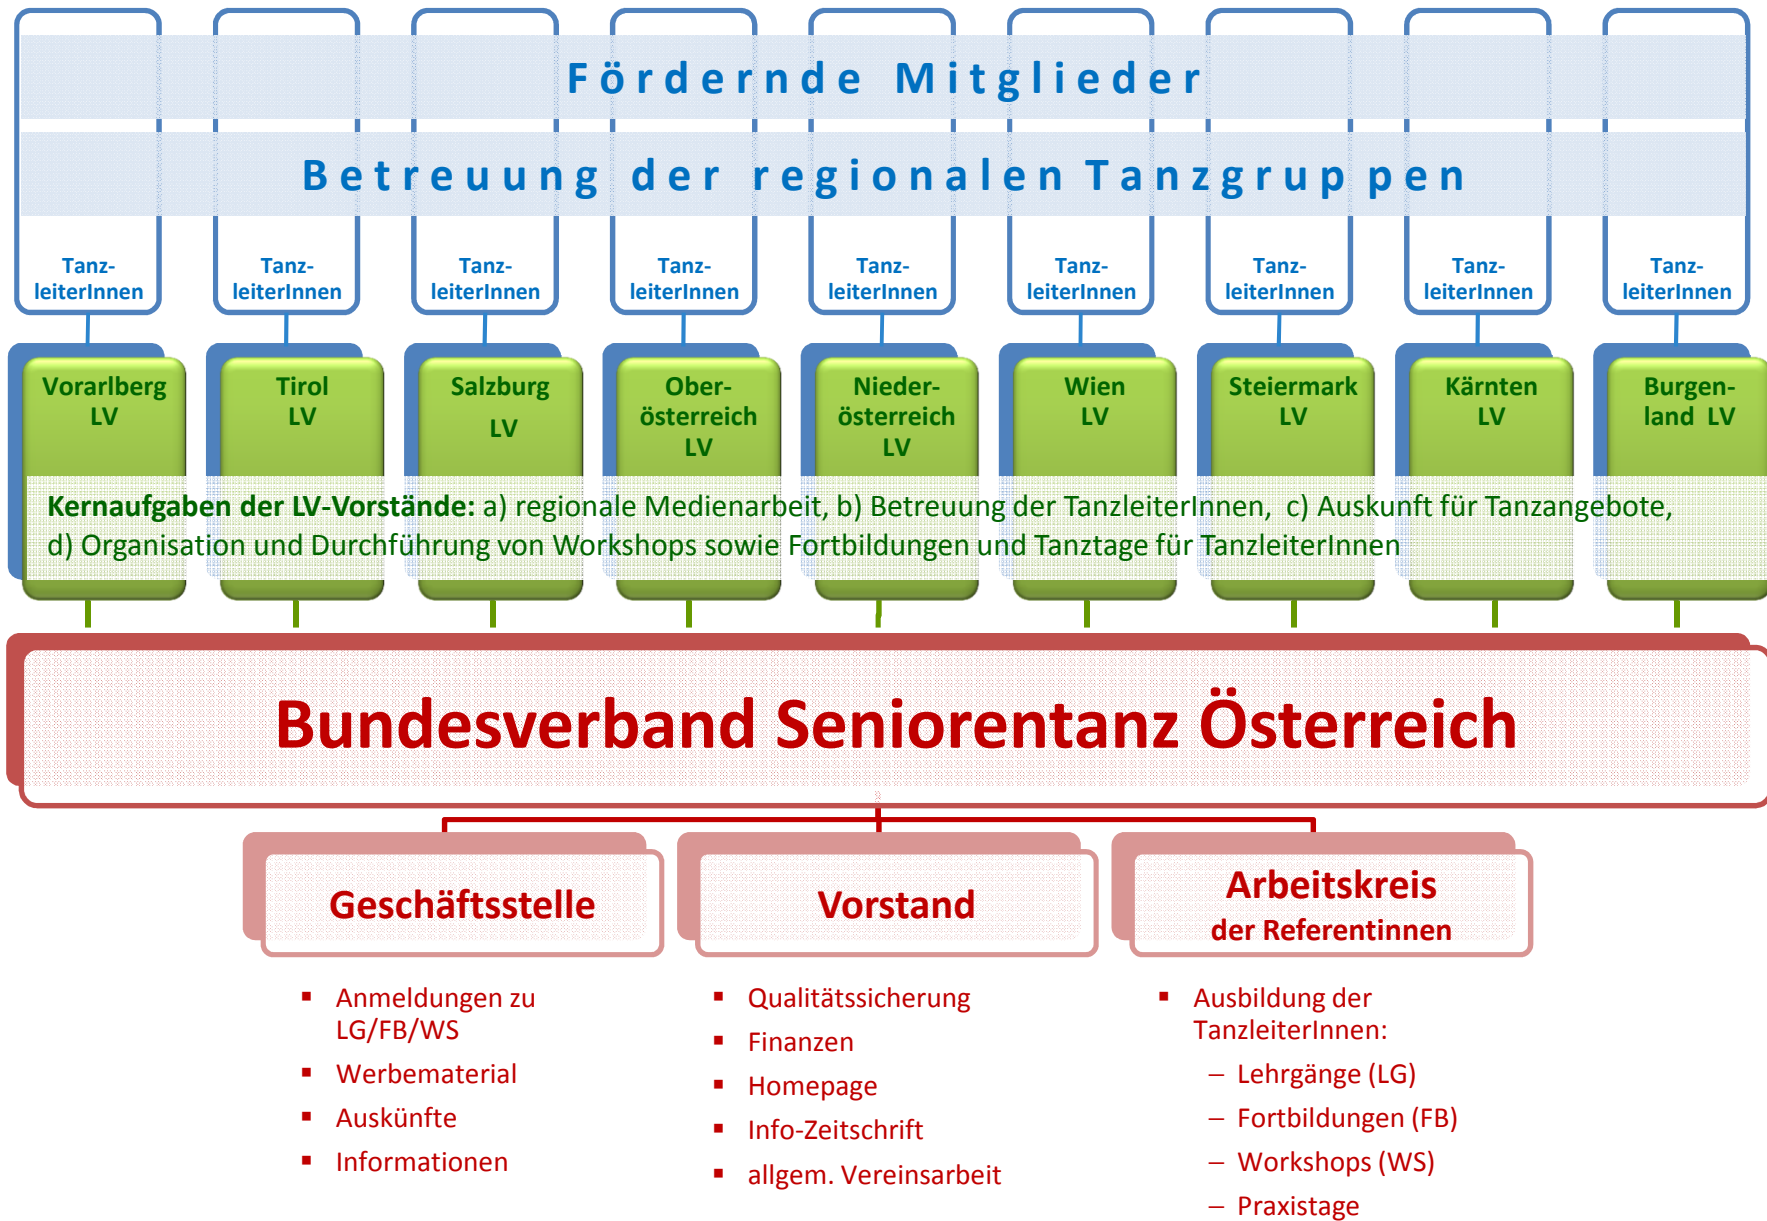 Fördernde Mitglieder
Betreuung der regionalen Tanzgruppen
Tanz-
leiterInnen
Tanz-
leiterInnen
Tanz-
leiterInnen
Tanz-
leiterInnen
Tanz-
leiterInnen
Tanz-
leiterInnen
Tanz-
leiterInnen
Tanz-
leiterInnen
Tanz-
leiterInnen
Vorarlberg
LV
Tirol
LV
Salzburg
LV
Ober-
österreich
LV
Nieder-
österreich
LV
Wien
LV
Steiermark
LV
Kärnten
LV
Burgen-
land LV
Kernaufgaben der LV-Vorstände: a) regionale Medienarbeit, b) Betreuung der TanzleiterInnen, c) Auskunft für Tanzangebote,
d) Organisation und Durchführung von Workshops sowie Fortbildungen und Tanztage für TanzleiterInnen
Bundesverband Seniorentanz Österreich
Geschäftsstelle
▪ Anmeldungen zu
LG/FB/WS
▪ Werbematerial
▪ Auskünfte
▪ Informationen
Vorstand
▪ Qualitätssicherung
▪ Finanzen
▪ Homepage
▪ Info-Zeitschrift
▪ allgem. Vereinsarbeit
Arbeitskreis
der Referentinnen
▪ Ausbildung der
TanzleiterInnen:
– Lehrgänge (LG)
– Fortbildungen (FB)
– Workshops (WS)
– Praxistage